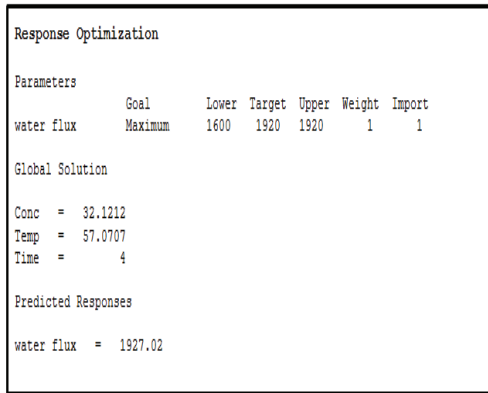 Response Optimization
Parameters
Goal Lower Target Upper Weight Import
water flux Maximum 1600 1920 1920 1 1
Global Solution
Conc = 32.1212
Temp = 57.0707
Time = 4
Predicted Responses
water flux = 1927.02